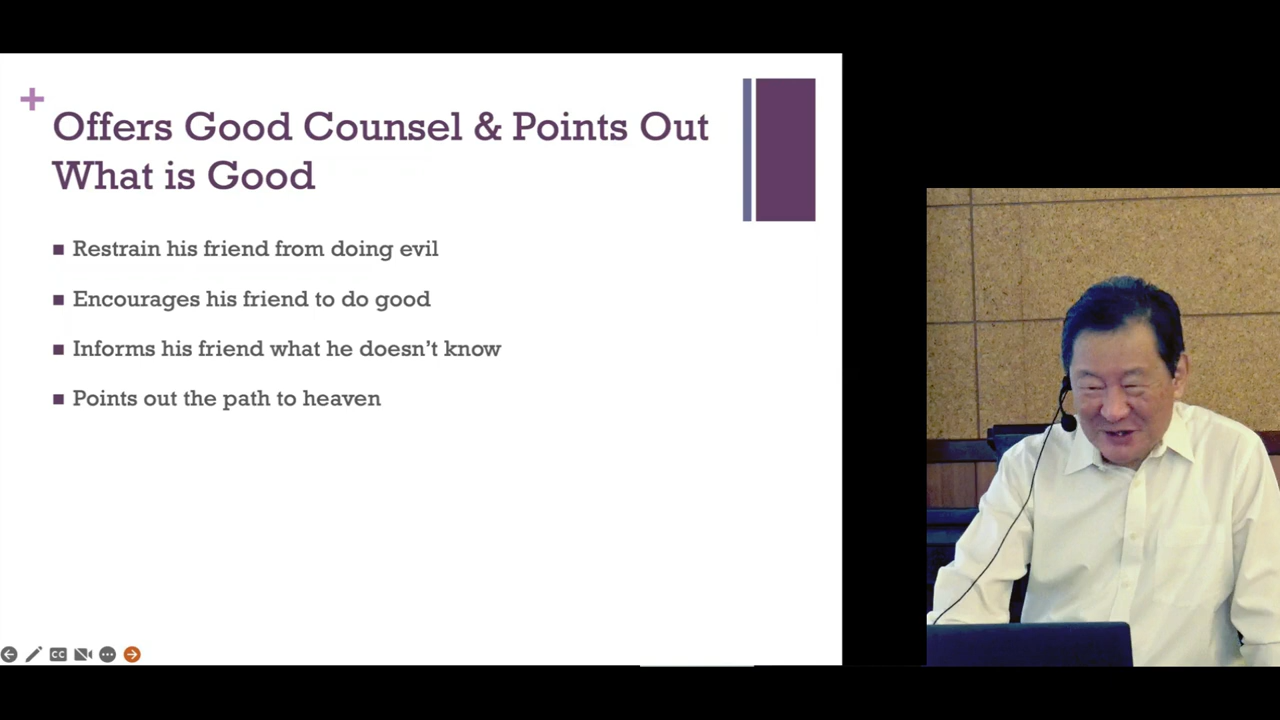 Offers Good Counsel & Points Out
What is Good
Restrain his friend from doing evil
Encourages his friend to do good
Informs his friend what he doesn't know
Points out the path to heaven
CC